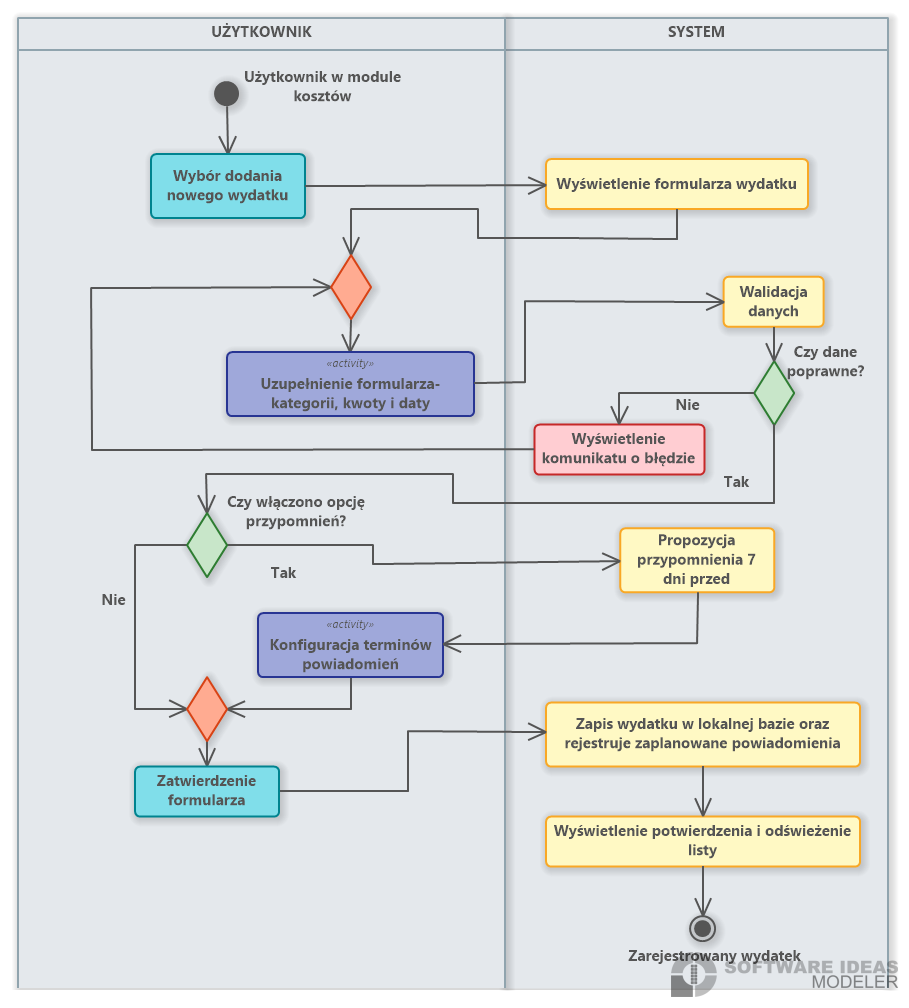 UŻYTKOWNIK
SYSTEM
Użytkownik w module
kosztów
Wybór dodania
nowego wydatku
Wyświetlenie formularza wydatku
Walidacja
danych
Czy dane
poprawne?
«activity»
Uzupełnienie formularza-
kategorii, kwoty i daty
Nie
Wyświetlenie
komunikatu o błędzie
Tak
Czy włączono opcję
przypomnień?
Propozycja
przypomnienia 7
dni przed
Tak
Nie
«activity»
Konfiguracja terminów
powiadomień
Zapis wydatku w lokalnej bazie oraz
rejestruje zaplanowane powiadomienia
Zatwierdzenie
formularza
Wyświetlenie potwierdzenia i odświeżenie
listy
Zarejestrowany wydatek
SOFTWARE IDEAS
MODELER